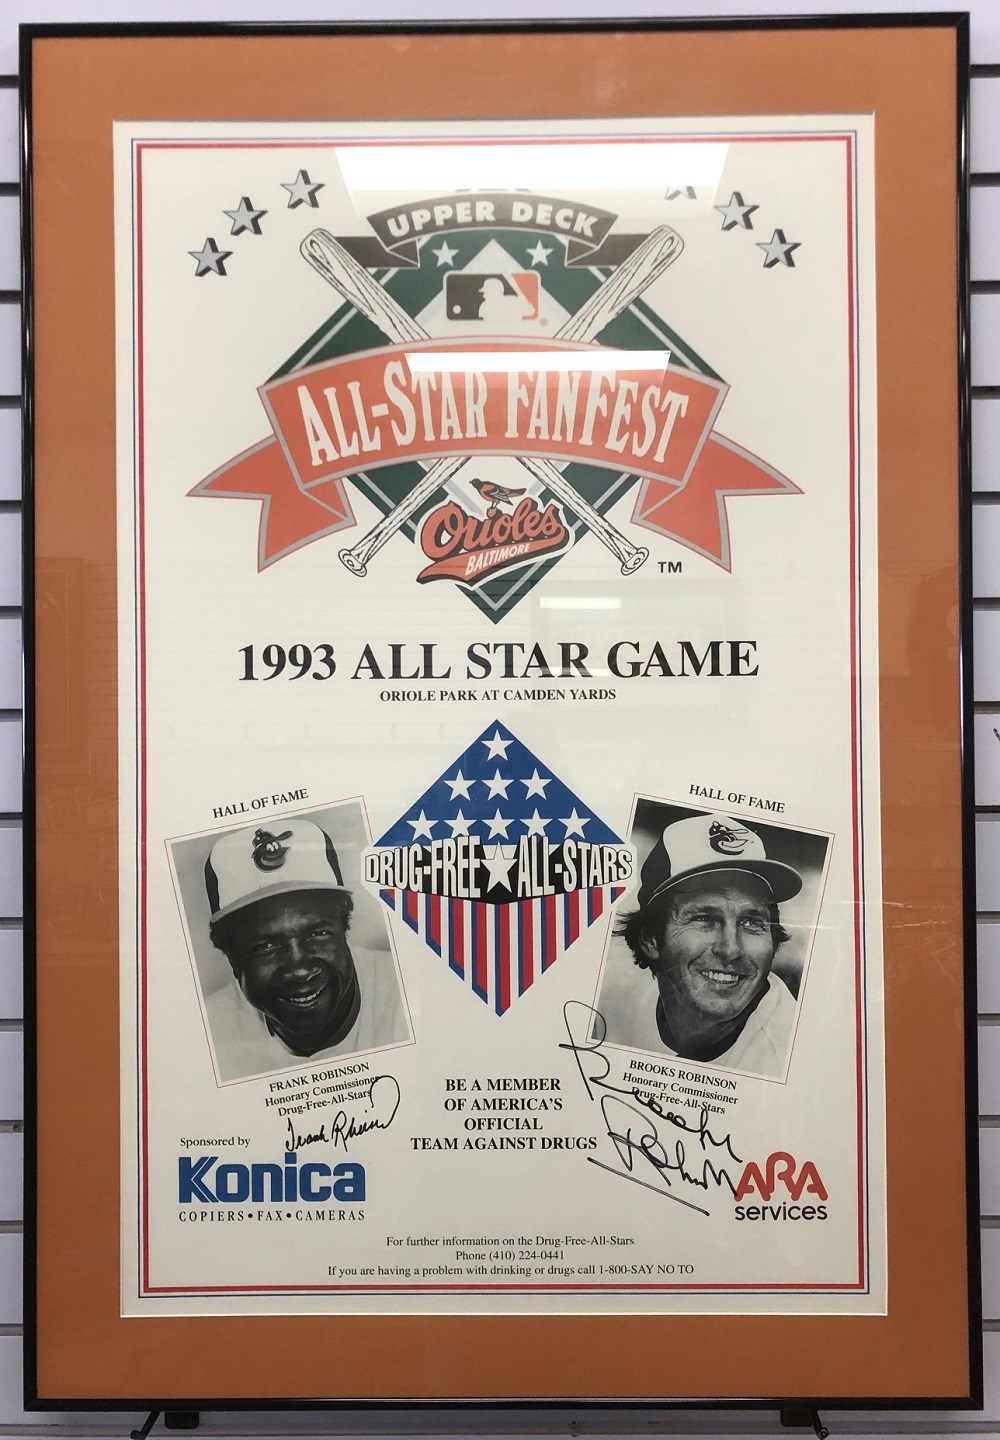 UPPER DECK
ALL-STAR FANFEST
Orioles
BALTIMORE
TM
1993 ALL STAR GAME
ORIOLE PARK AT CAMDEN YARDS
HALL OF FAME
HALL OF FAME
DRUG-FREE ALL-STARS
FRANK ROBINSON
Honorary Commissioner
Drug-Free-All-Stars
BROOKS ROBINSON
Honorary Commissioner
Drug-Free-All-Stars
BE A MEMBER
OF AMERICA'S
OFFICIAL
TEAM AGAINST DRUGS
Frank Robinson
Brooks Robinson
Sponsored by
Konica
COPIERS • FAX • CAMERAS
ARA
services
For further information on the Drug-Free-All-Stars
Phone (410) 224-0441
If you are having a problem with drinking or drugs call 1-800-SAY NO TO